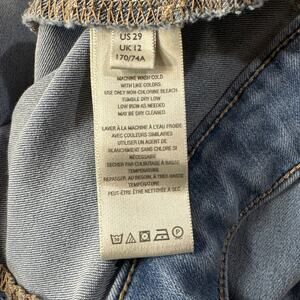 US 29
UK 12
170/74A
MACHINE WASH COLD
WITH LIKE COLORS
USE ONLY NON-CHLORINE BLEACH
TUMBLE DRY LOW
LOW IRON AS NEEDED
MAY BE DRY CLEANED
LAVER À LA MACHINE À L'EAU FROIDE
AVEC COULEURS SIMILAIRES
UTILISER UN AGENT DE
BLANCHIMENT SANS CHLORE SI
NÉCESSAIRE
SÉCHER PAR CULBUTAGE À BASSE
TEMPÉRATURE
REPASSER, AU BESOIN, À TRÈS BASSE
TEMPÉRATURE
PEUT-ÊTRE ÊTRE NETTOYÉ À SEC